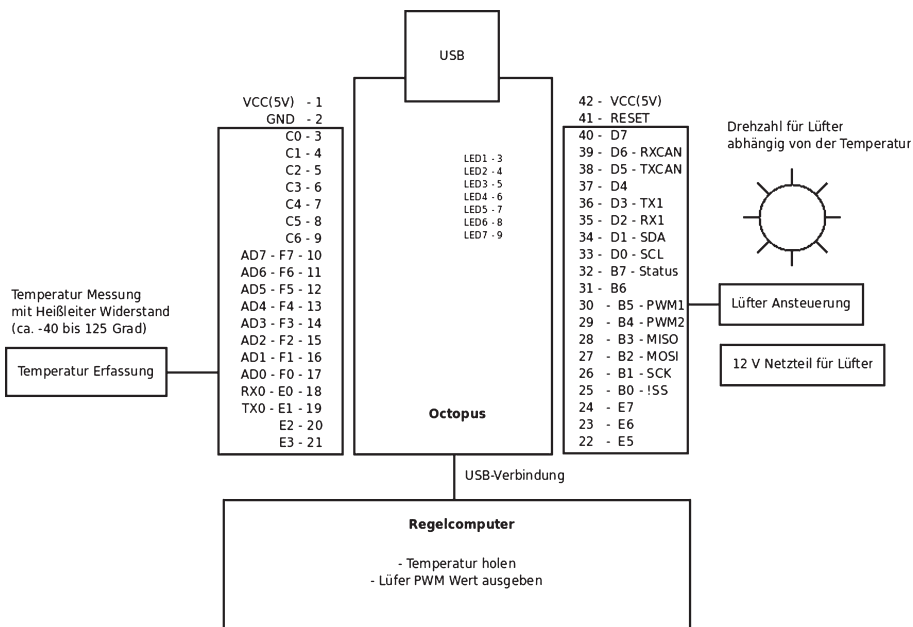 USB
VCC(5V) - 1
GND - 2
C0 - 3
C1 - 4
C2 - 5
C3 - 6
C4 - 7
C5 - 8
C6 - 9
AD7 - F7 - 10
AD6 - F6 - 11
AD5 - F5 - 12
AD4 - F4 - 13
AD3 - F3 - 14
AD2 - F2 - 15
AD1 - F1 - 16
AD0 - F0 - 17
RX0 - E0 - 18
TX0 - E1 - 19
E2 - 20
E3 - 21
LED1 - 3
LED2 - 4
LED3 - 5
LED4 - 6
LED5 - 7
LED6 - 8
LED7 - 9
Octopus
42 - VCC(5V)
41 - RESET
40 - D7
39 - D6 - RXCAN
38 - D5 - TXCAN
37 - D4
36 - D3 - TX1
35 - D2 - RX1
34 - D1 - SDA
33 - D0 - SCL
32 - B7 - Status
31 - B6
30 - B5 - PWM1
29 - B4 - PWM2
28 - B3 - MISO
27 - B2 - MOSI
26 - B1 - SCK
25 - B0 - !SS
24 - E7
23 - E6
22 - E5
Drehzahl für Lüfter
abhängig von der Temperatur
Lüfter Ansteuerung
12 V Netzteil für Lüfter
Temperatur Messung
mit Heißleiter Widerstand
(ca. -40 bis 125 Grad)
Temperatur Erfassung
USB-Verbindung
Regelcomputer
- Temperatur holen
- Lüfer PWM Wert ausgeben